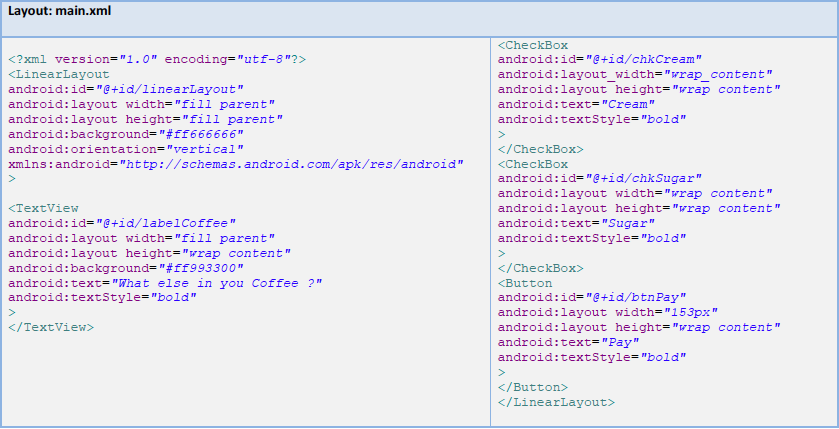 Layout: main.xml
<?xml version="1.0" encoding="utf-8"?>
<LinearLayout
android:id="@+id/linearLayout"
android:layout width="fill parent"
android:layout height="fill parent"
android:background="#ff666666"
android:orientation="vertical"
xmlns:android="http://schemas.android.com/apk/res/android"
>
<TextView
android:id="@+id/labelCoffee"
android:layout width="fill parent"
android:layout height="wrap content"
android:background="#ff993300"
android:text="What else in you Coffee ?"
android:textStyle="bold"
>
</TextView>
<CheckBox
android:id="@+id/chkCream"
android:layout_width="wrap_content"
android:layout height="wrap content"
android:text="Cream"
android:textStyle="bold"
>
</CheckBox>
<CheckBox
android:id="@+id/chkSugar"
android:layout width="wrap content"
android:layout height="wrap content"
android:text="Sugar"
android:textStyle="bold"
>
</CheckBox>
<Button
android:id="@+id/btnPay"
android:layout width="153px"
android:layout height="wrap content"
android:text="Pay"
android:textStyle="bold"
>
</Button>
</LinearLayout>